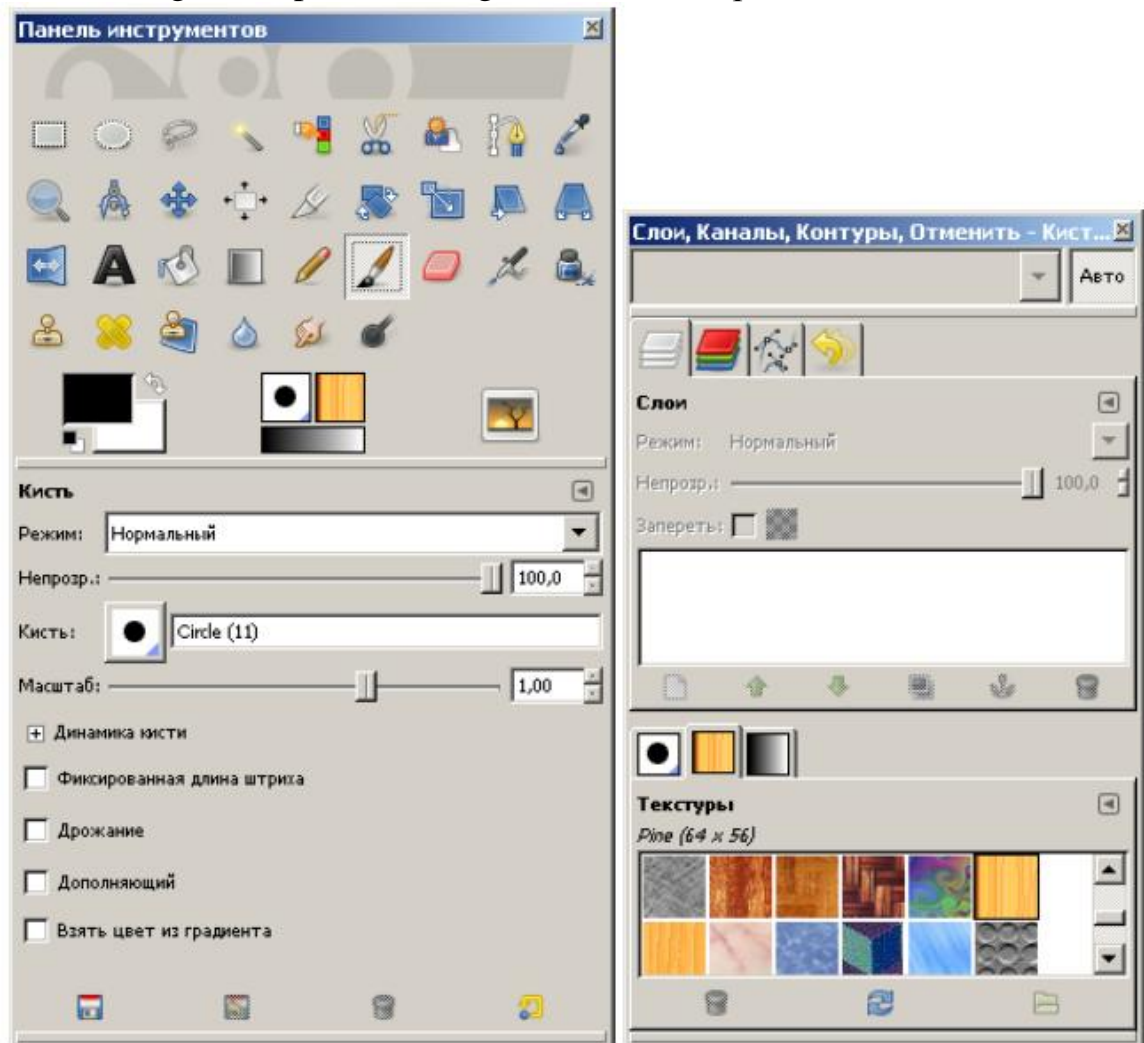 Панель инструментов
Кисть
Режим: Нормальный
Непрозр.: 100,0
Кисть: Circle (11)
Масштаб: 1,00
Динамика кисти
Фиксированная длина штриха
Дрожание
Дополняющий
Взять цвет из градиента
Слои, Каналы, Контуры, Отменить - Кист...
Авто
Слои
Режим: Нормальный
Непрозр.: 100,0
Запереть:
Текстуры
Pine (64 × 56)